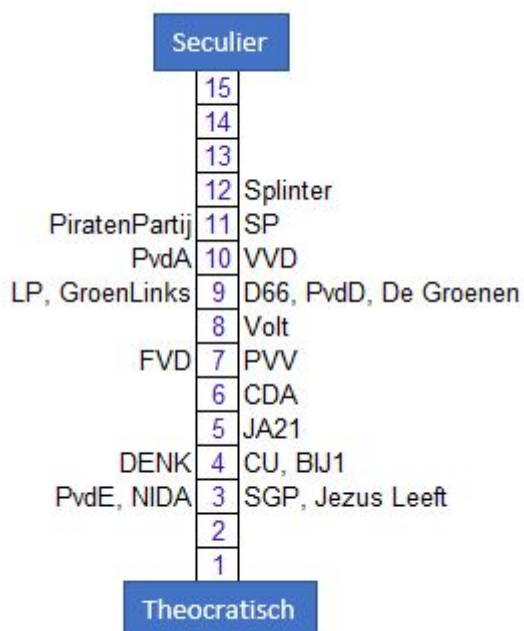 Seculier
15
14
13
12 Splinter
PiratenPartij 11 SP
PvdA 10 VVD
LP, GroenLinks 9 D66, PvdD, De Groenen
8 Volt
FVD 7 PVV
6 CDA
5 JA21
DENK 4 CU, BIJ1
PvdE, NIDA 3 SGP, Jezus Leeft
2
1
Theocratisch